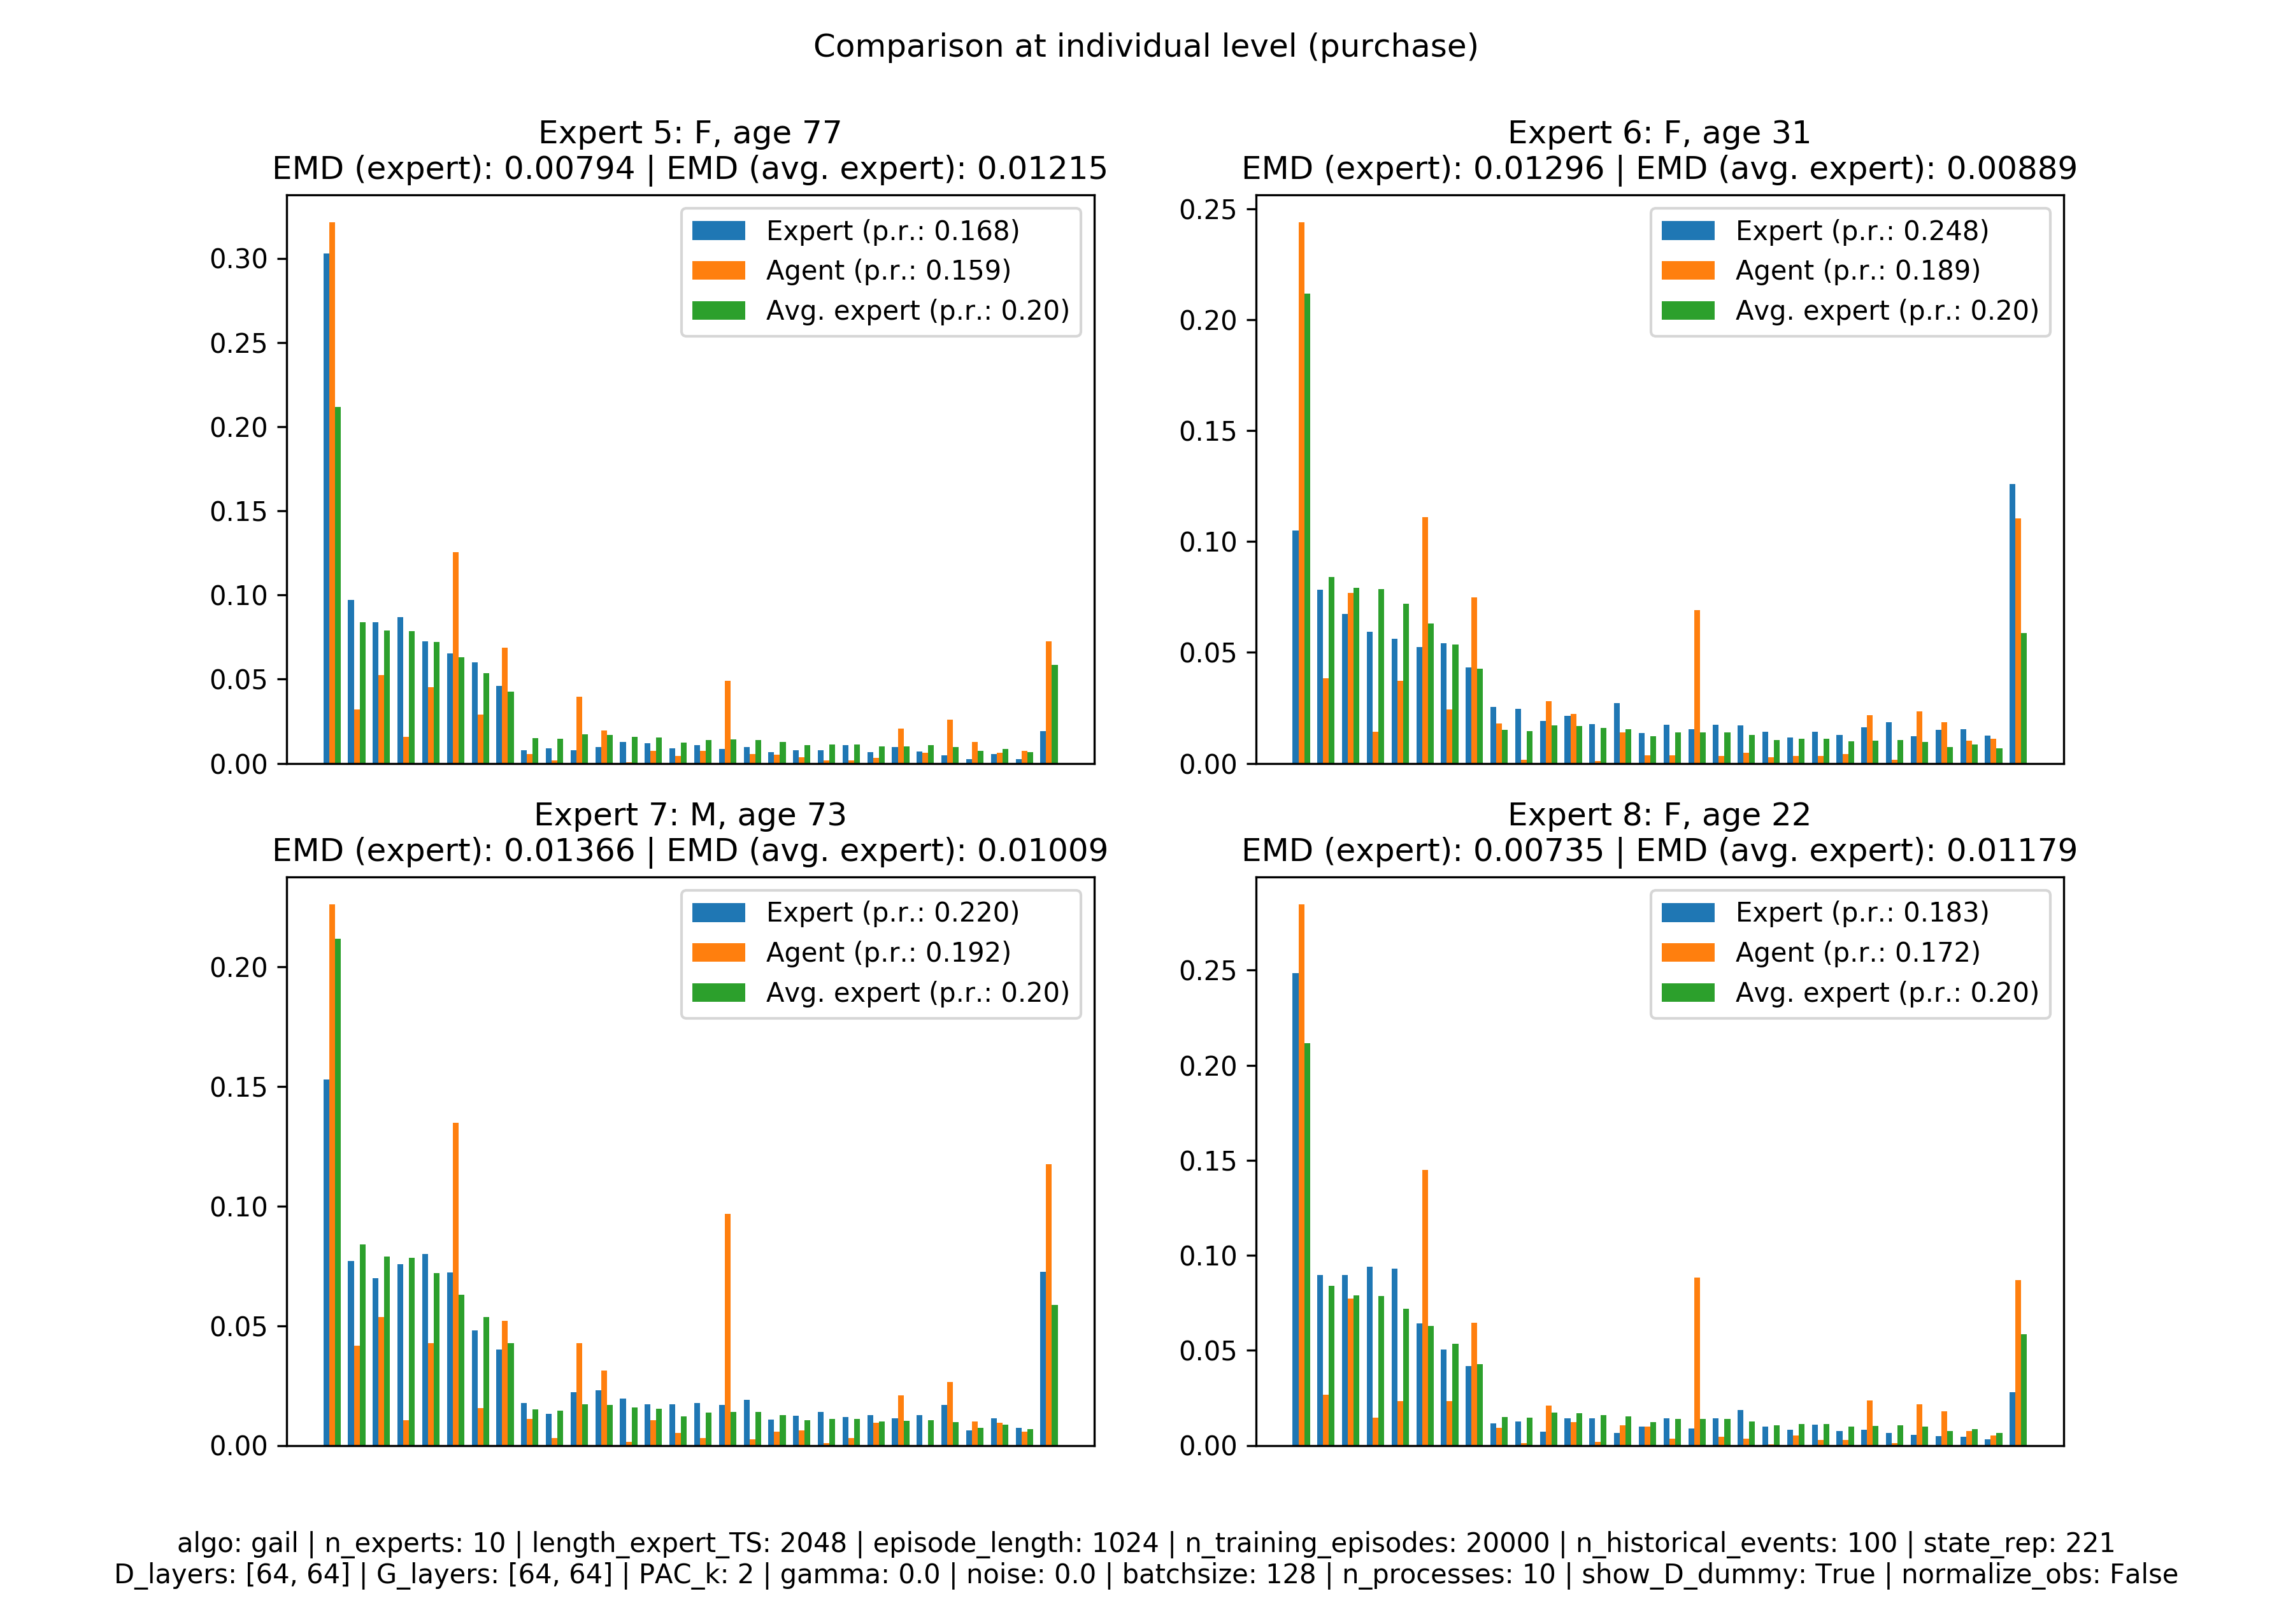 Comparison at individual level (purchase)
Expert 5: F, age 77
EMD (expert): 0.00794 | EMD (avg. expert): 0.01215
Expert (p.r.: 0.168)
Agent (p.r.: 0.159)
Avg. expert (p.r.: 0.20)
0.30
0.25
0.20
0.15
0.10
0.05
0.00
Expert 6: F, age 31
EMD (expert): 0.01296 | EMD (avg. expert): 0.00889
Expert (p.r.: 0.248)
Agent (p.r.: 0.189)
Avg. expert (p.r.: 0.20)
0.25
0.20
0.15
0.10
0.05
0.00
Expert 7: M, age 73
EMD (expert): 0.01366 | EMD (avg. expert): 0.01009
Expert (p.r.: 0.220)
Agent (p.r.: 0.192)
Avg. expert (p.r.: 0.20)
0.20
0.15
0.10
0.05
0.00
Expert 8: F, age 22
EMD (expert): 0.00735 | EMD (avg. expert): 0.01179
Expert (p.r.: 0.183)
Agent (p.r.: 0.172)
Avg. expert (p.r.: 0.20)
0.25
0.20
0.15
0.10
0.05
0.00
algo: gail | n_experts: 10 | length_expert_TS: 2048 | episode_length: 1024 | n_training_episodes: 20000 | n_historical_events: 100 | state_rep: 221
D_layers: [64, 64] | G_layers: [64, 64] | PAC_k: 2 | gamma: 0.0 | noise: 0.0 | batchsize: 128 | n_processes: 10 | show_D_dummy: True | normalize_obs: False